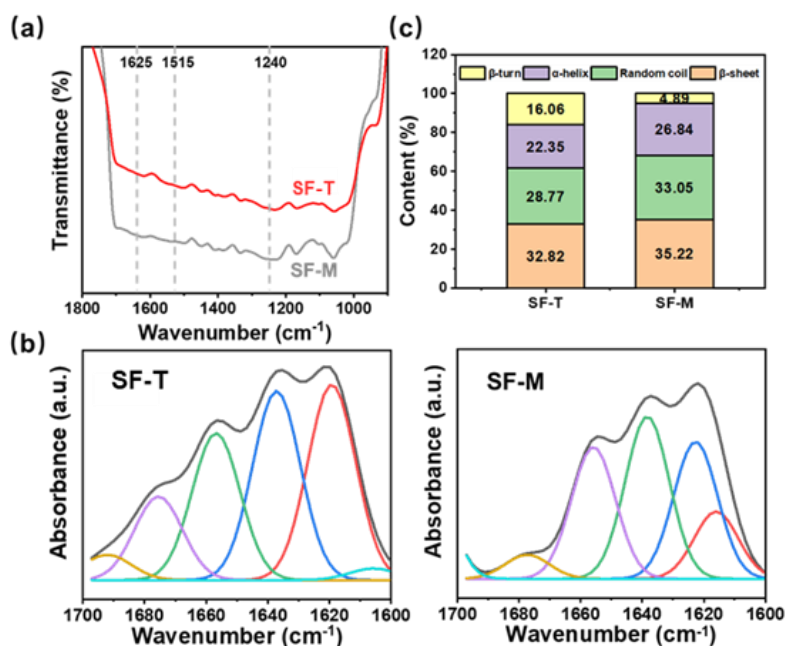 (a)
1625 1515 1240
Transmittance (%)
SF-T
SF-M
1800 1600 1400 1200 1000
Wavenumber (cm⁻¹)
(c)
120
100
80
60
40
20
0
Content (%)
β-turn α-helix Random coil β-sheet
16.06
22.35
28.77
32.82
4.89
26.84
33.05
35.22
SF-T SF-M
(b)
SF-T
Absorbance (a.u.)
1700 1680 1660 1640 1620 1600
Wavenumber (cm⁻¹)
SF-M
Absorbance (a.u.)
1700 1680 1660 1640 1620 1600
Wavenumber (cm⁻¹)